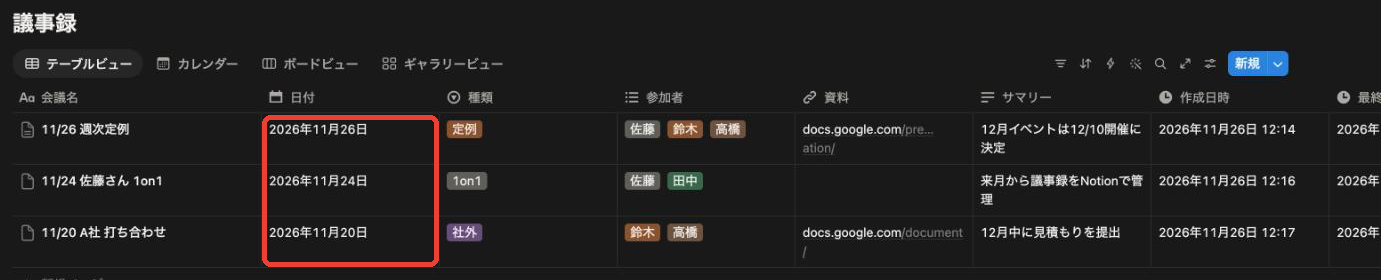 議事録
テーブルビュー カレンダー ボードビュー ギャラリービュー 新規
Aa 会議名 日付 種類 参加者 資料 サマリー 作成日時 最終
11/26 週次定例 2026年11月26日 定例 佐藤 鈴木 高橋 docs.google.com/pre... 12月イベントは12/10開催に 2026年11月26日 12:14 2026年
ation/ 決定
11/24 佐藤さん 1on1 2026年11月24日 1on1 佐藤 田中 来月から議事録をNotionで管 2026年11月26日 12:16 2026年
理
11/20 A社 打ち合わせ 2026年11月20日 社外 鈴木 高橋 docs.google.com/document 12月中に見積もりを提出 2026年11月26日 12:17 2026年
/